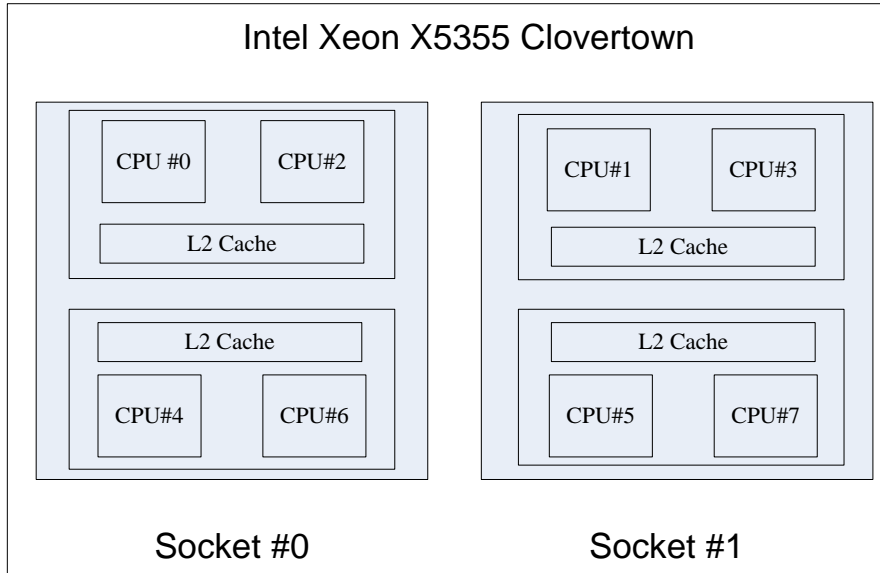 Intel Xeon X5355 Clovertown
CPU #0
CPU#2
L2 Cache
L2 Cache
CPU#4
CPU#6
CPU#1
CPU#3
L2 Cache
L2 Cache
CPU#5
CPU#7
Socket #0
Socket #1